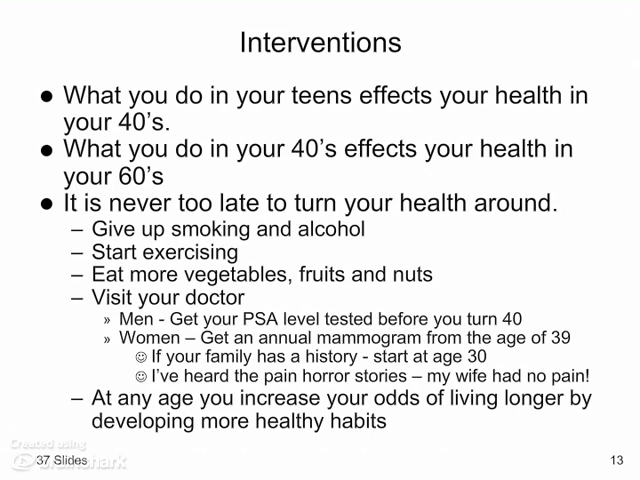 Interventions
● What you do in your teens effects your health in
your 40's.
● What you do in your 40's effects your health in
your 60's
● It is never too late to turn your health around.
– Give up smoking and alcohol
– Start exercising
– Eat more vegetables, fruits and nuts
– Visit your doctor
» Men - Get your PSA level tested before you turn 40
» Women – Get an annual mammogram from the age of 39
☺ If your family has a history - start at age 30
☺ I've heard the pain horror stories – my wife had no pain!
– At any age you increase your odds of living longer by
developing more healthy habits
Created using
brainshark
37 Slides
13